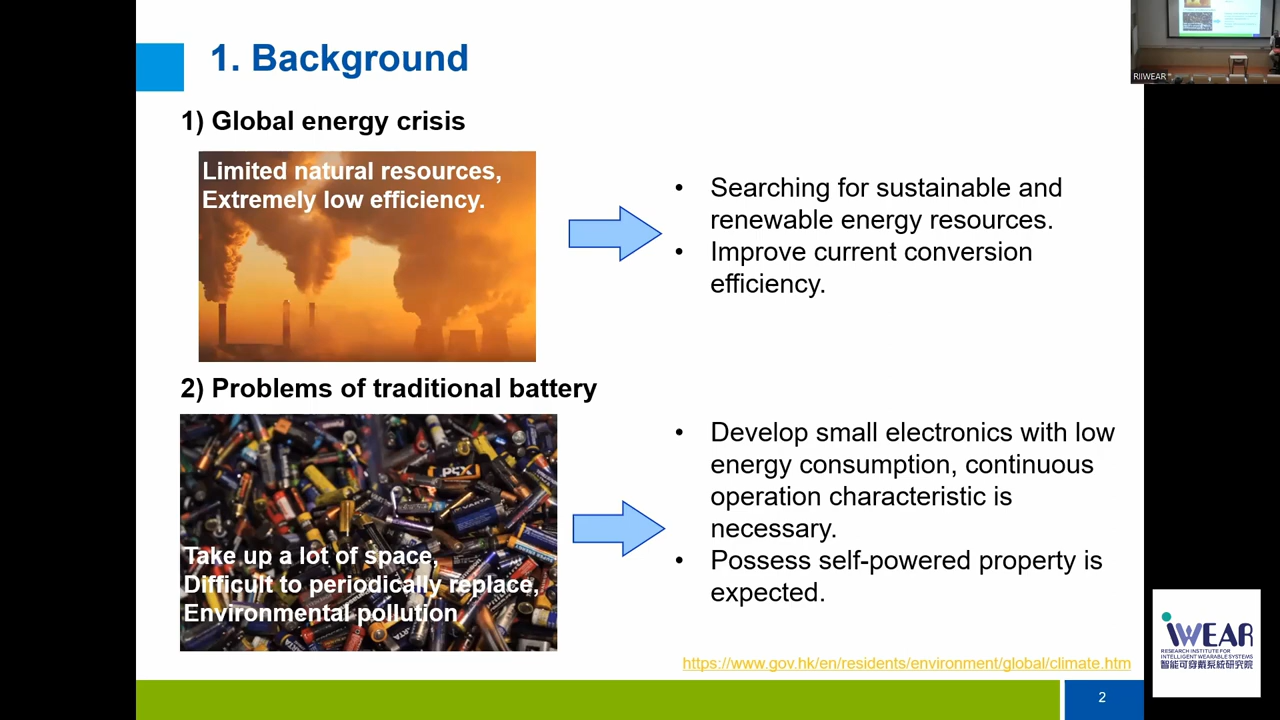 1. Background
1) Global energy crisis
Limited natural resources,
Extremely low efficiency.
• Searching for sustainable and
renewable energy resources.
• Improve current conversion
efficiency.
2) Problems of traditional battery
Take up a lot of space,
Difficult to periodically replace,
Environmental pollution
• Develop small electronics with low
energy consumption, continuous
operation characteristic is
necessary.
• Possess self-powered property is
expected.
https://www.gov.hk/en/residents/environment/global/climate.htm
2
RIIWEAR
iWEAR
RESEARCH INSTITUTE FOR
INTELLIGENT WEARABLE SYSTEMS
智能可穿戴系統研究院
VARTA